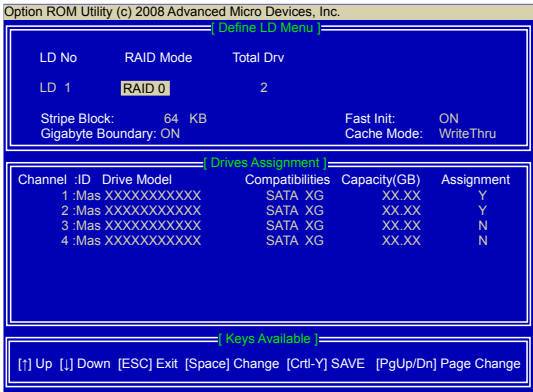 Option ROM Utility (c) 2008 Advanced Micro Devices, Inc.
[ Define LD Menu ]
LD No RAID Mode Total Drv
LD 1 RAID 0 2
Stripe Block: 64 KB Fast Init: ON
Gigabyte Boundary: ON Cache Mode: WriteThru
[ Drives Assignment ]
Channel :ID Drive Model Compatibilities Capacity(GB) Assignment
1 :Mas XXXXXXXXXXX SATA XG XX.XX Y
2 :Mas XXXXXXXXXXX SATA XG XX.XX Y
3 :Mas XXXXXXXXXXX SATA XG XX.XX N
4 :Mas XXXXXXXXXXX SATA XG XX.XX N
[ Keys Available ]
[↑] Up [↓] Down [ESC] Exit [Space] Change [Crtl-Y] SAVE [PgUp/Dn] Page Change